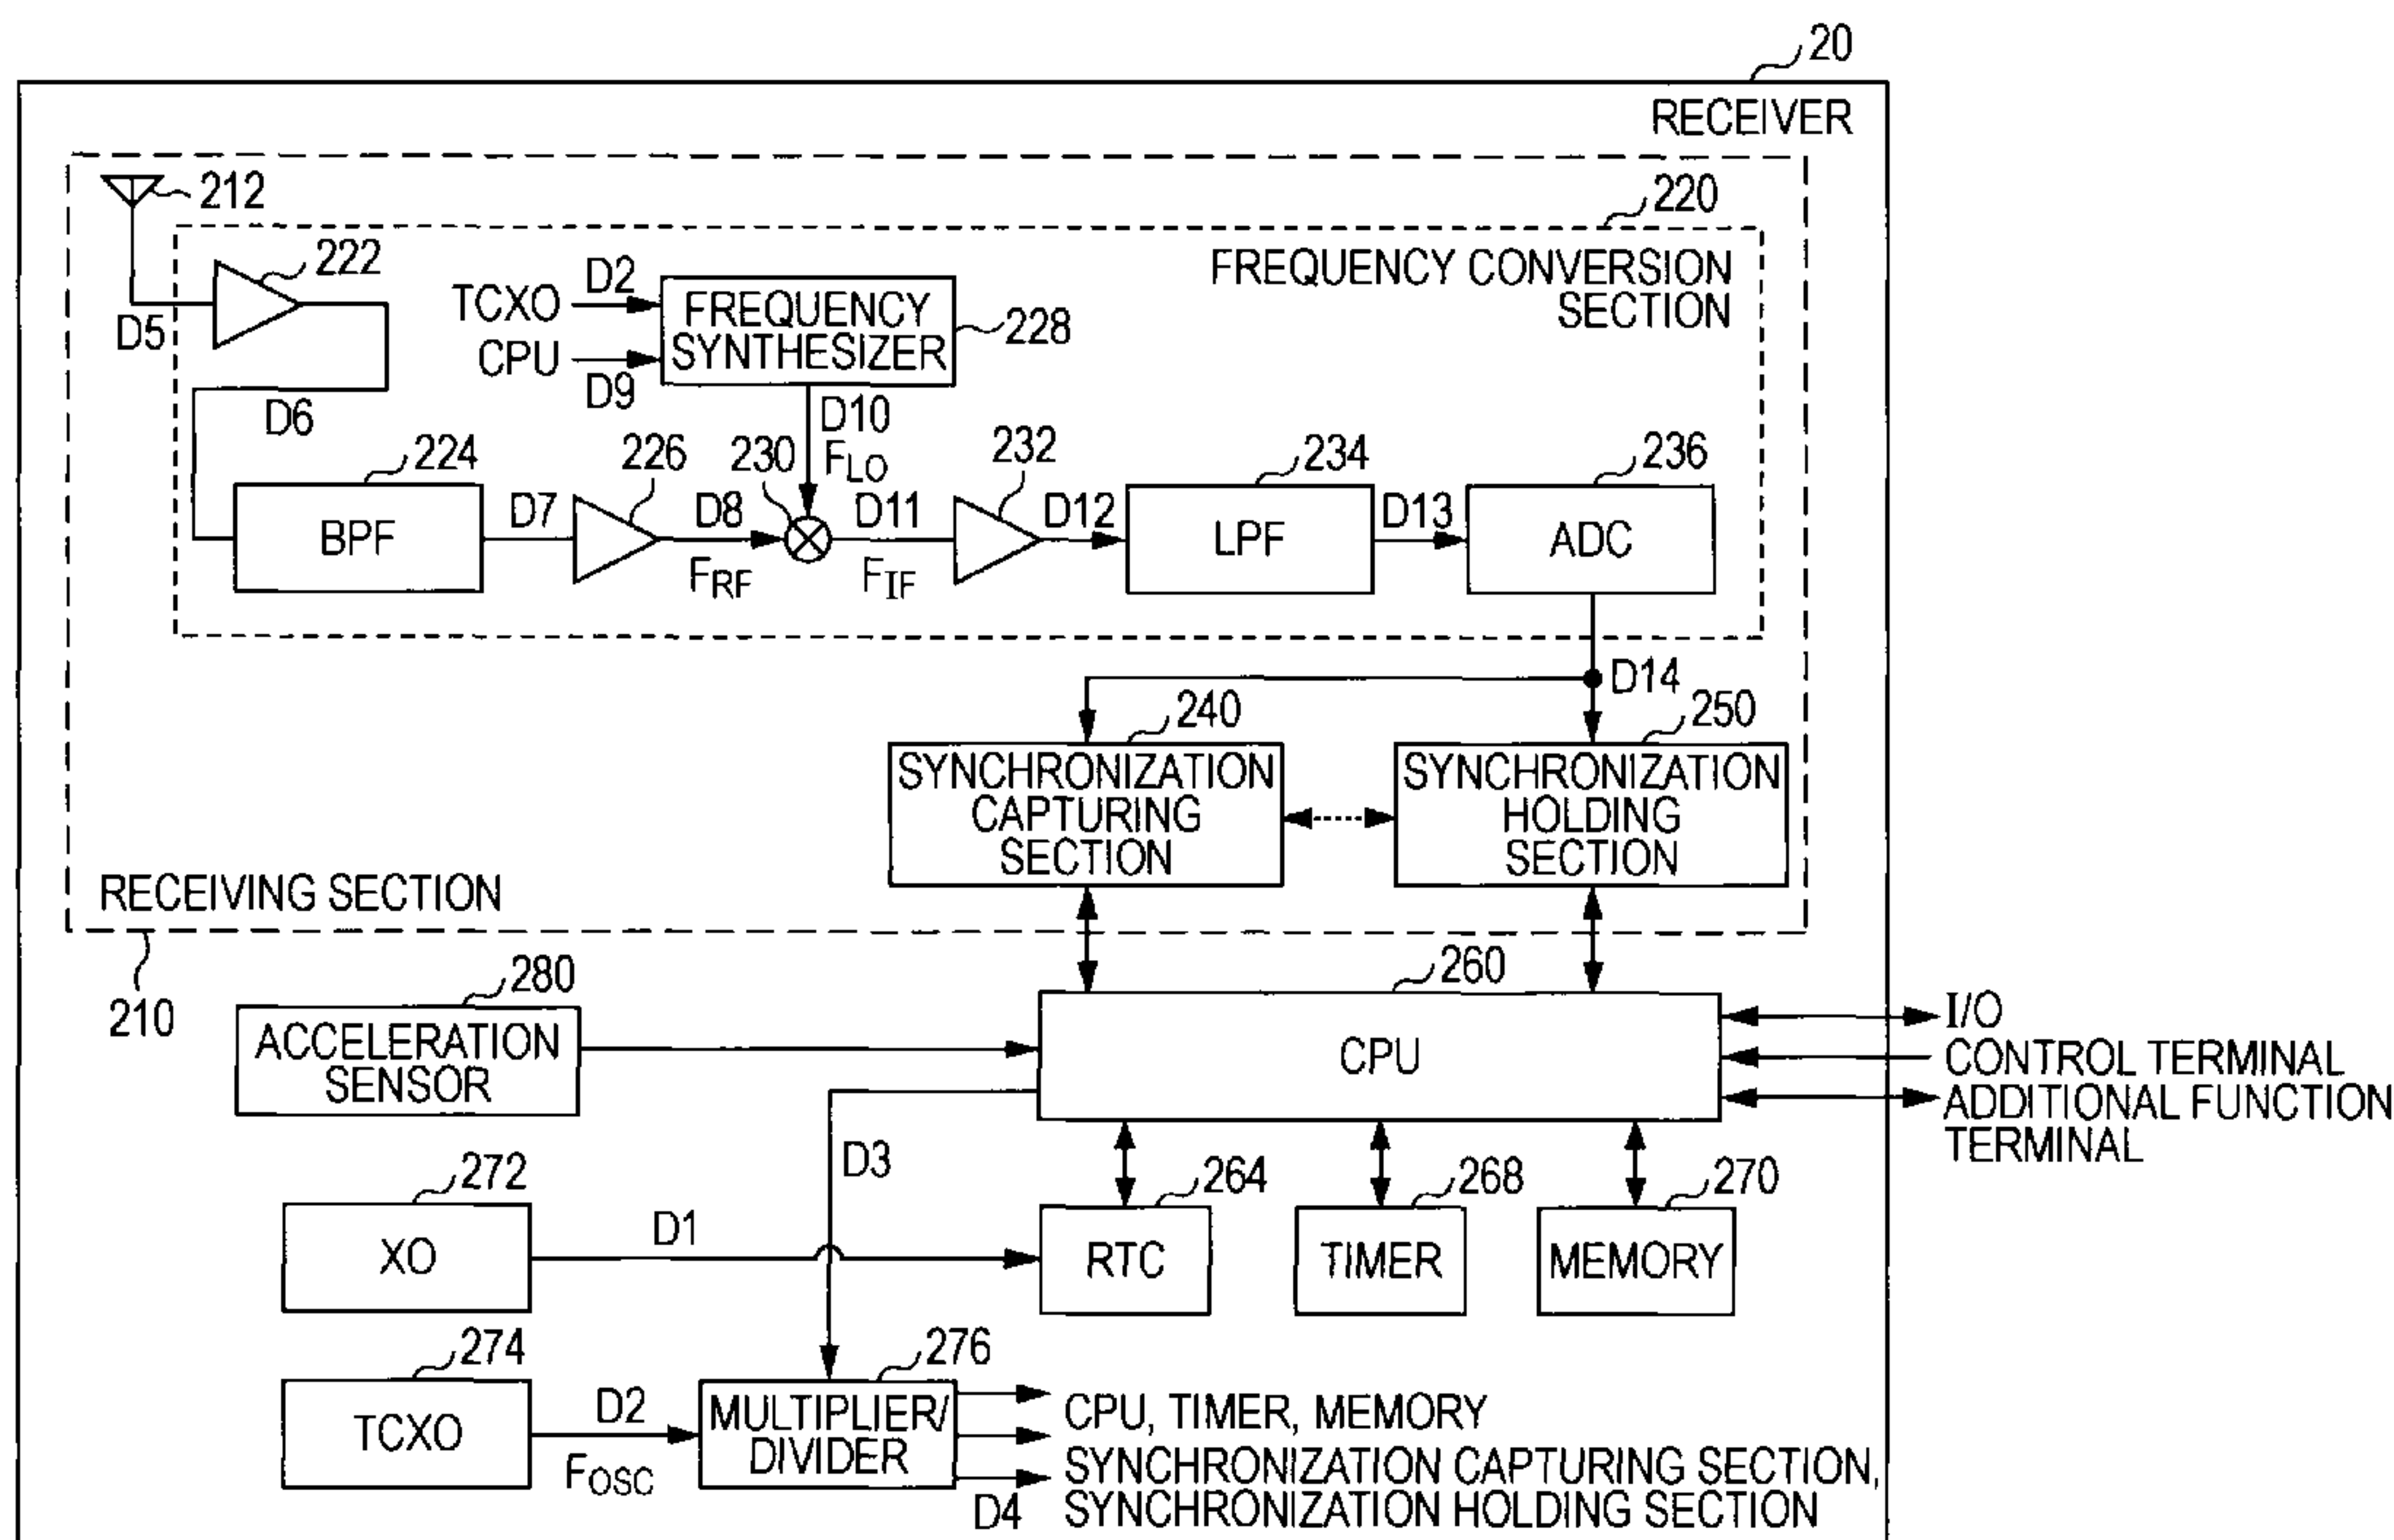 20
RECEIVER
212
220
222
FREQUENCY CONVERSION
SECTION
TCXO
D2
FREQUENCY
SYNTHESIZER
228
D5
CPU
D9
D6
D10
F_LO
224
226
230
232
234
236
BPF
D7
D8
D11
D12
LPF
D13
ADC
F_RF
F_IF
D14
240
250
SYNCHRONIZATION
CAPTURING
SECTION
SYNCHRONIZATION
HOLDING
SECTION
RECEIVING SECTION
210
280
260
ACCELERATION
SENSOR
CPU
I/O
CONTROL TERMINAL
ADDITIONAL FUNCTION
TERMINAL
D3
272
264
268
270
XO
D1
RTC
TIMER
MEMORY
274
276
TCXO
D2
F_OSC
MULTIPLIER/
DIVIDER
CPU, TIMER, MEMORY
D4
SYNCHRONIZATION CAPTURING SECTION,
SYNCHRONIZATION HOLDING SECTION